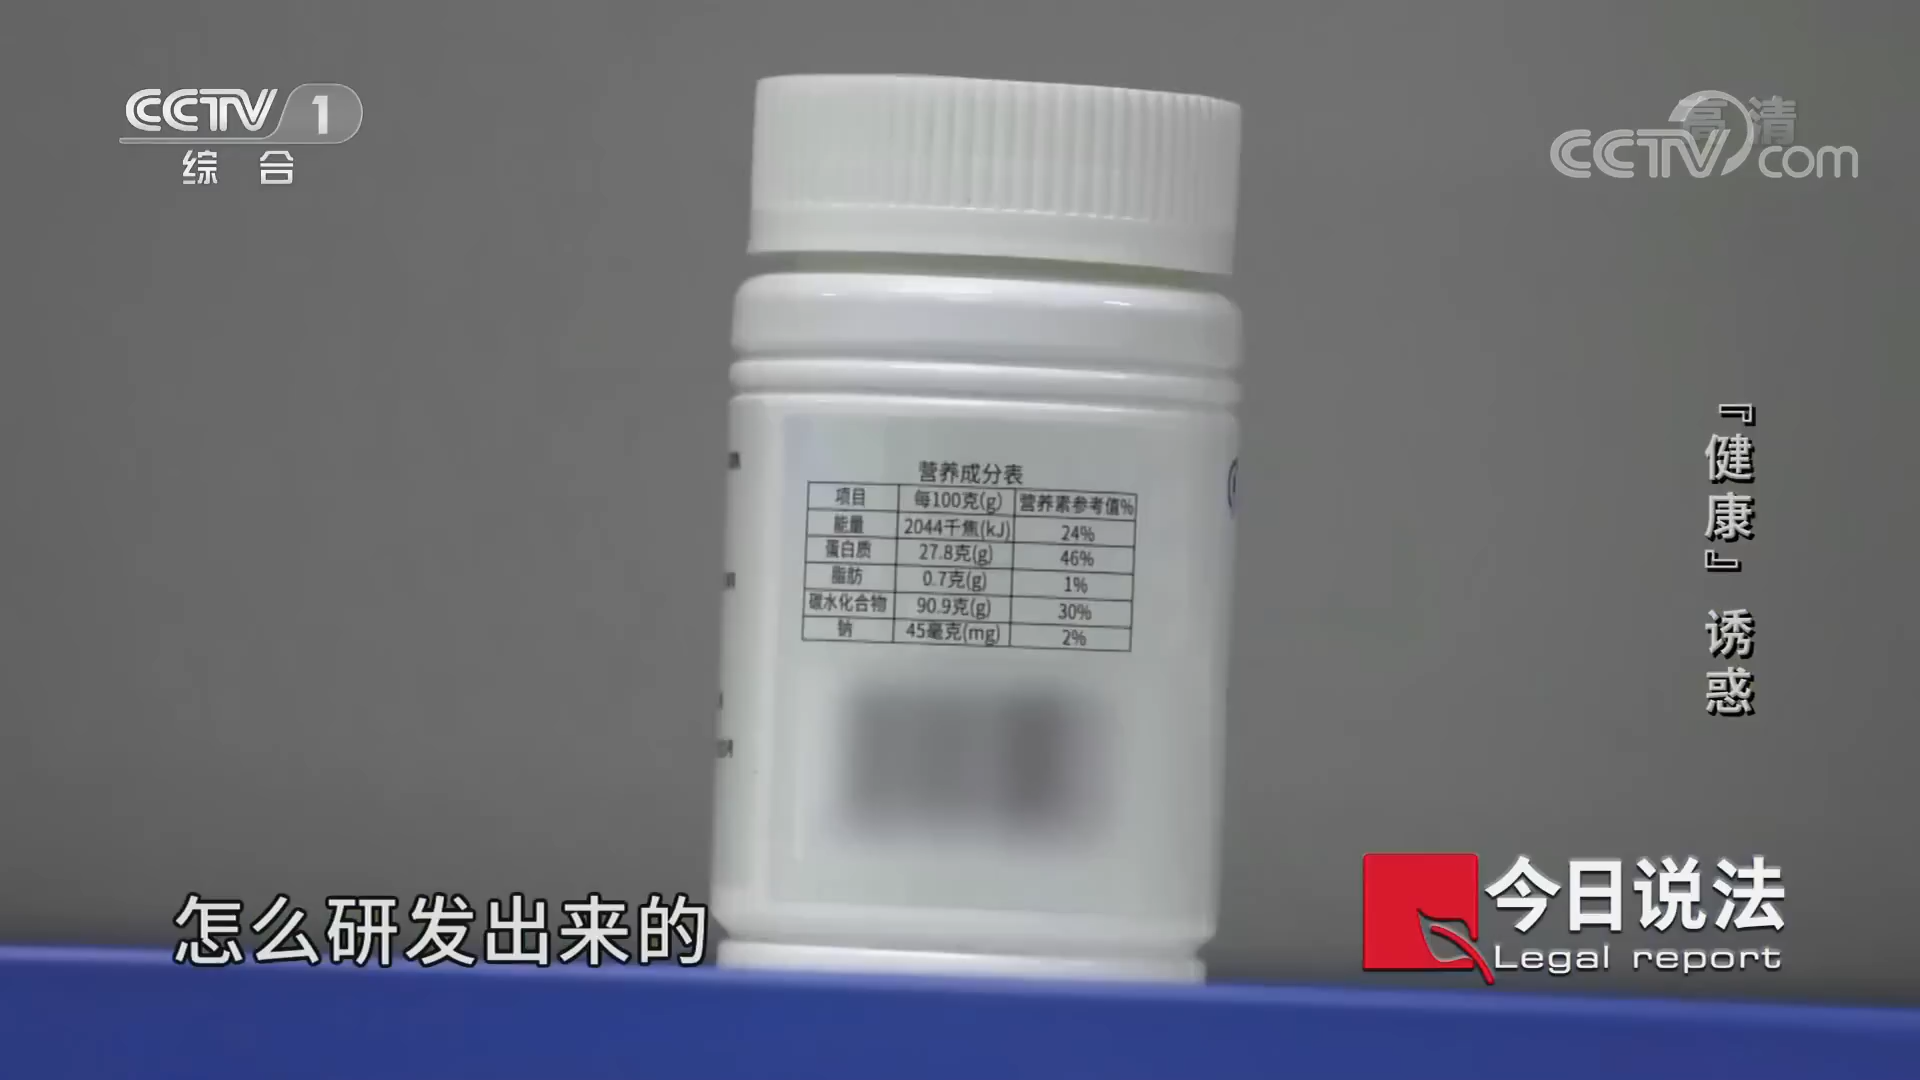 CCTV 1
综合
高清
CCTV com
『健康』诱惑
营养成分表
项目 每100克(g) 营养素参考值%
能量 2044千焦(kJ) 24%
蛋白质 27.8克(g) 46%
脂肪 0.7克(g) 1%
碳水化合物 90.9克(g) 30%
钠 45毫克(mg) 2%
怎么研发出来的
今日说法
Legal report